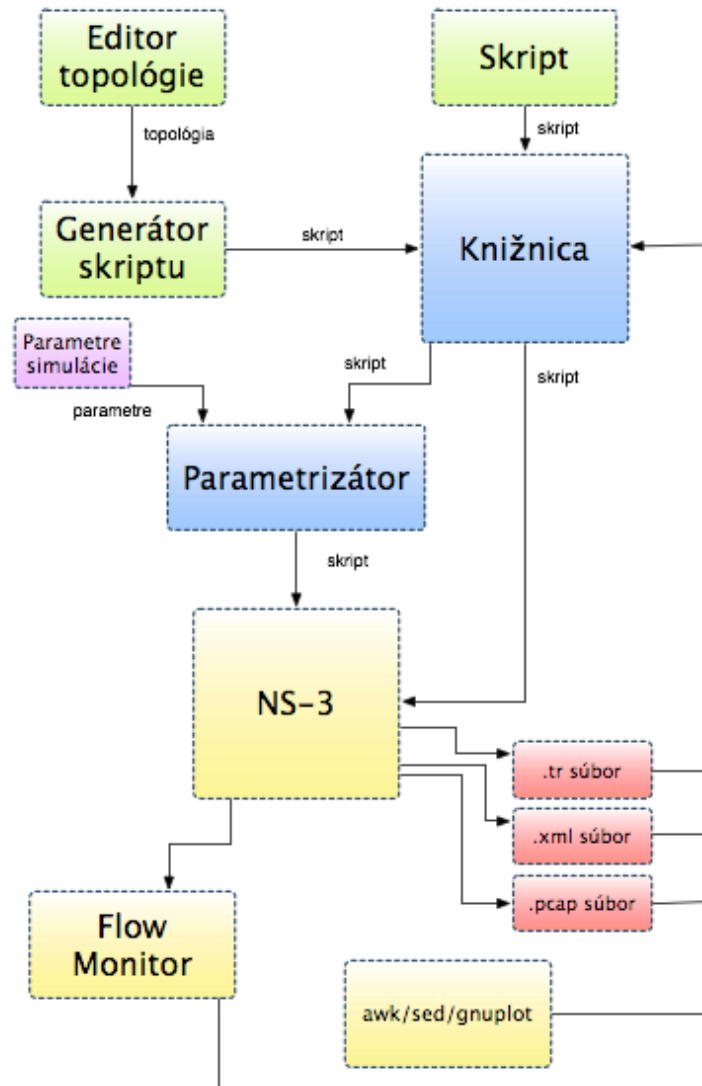 Editor
topológie
Skript
topológia
skript
Generátor
skriptu
skript
Knižnica
Parametre
simulácie
parametre
skript
skript
Parametrizátor
skript
NS-3
.tr súbor
.xml súbor
.pcap súbor
Flow
Monitor
awk/sed/gnuplot